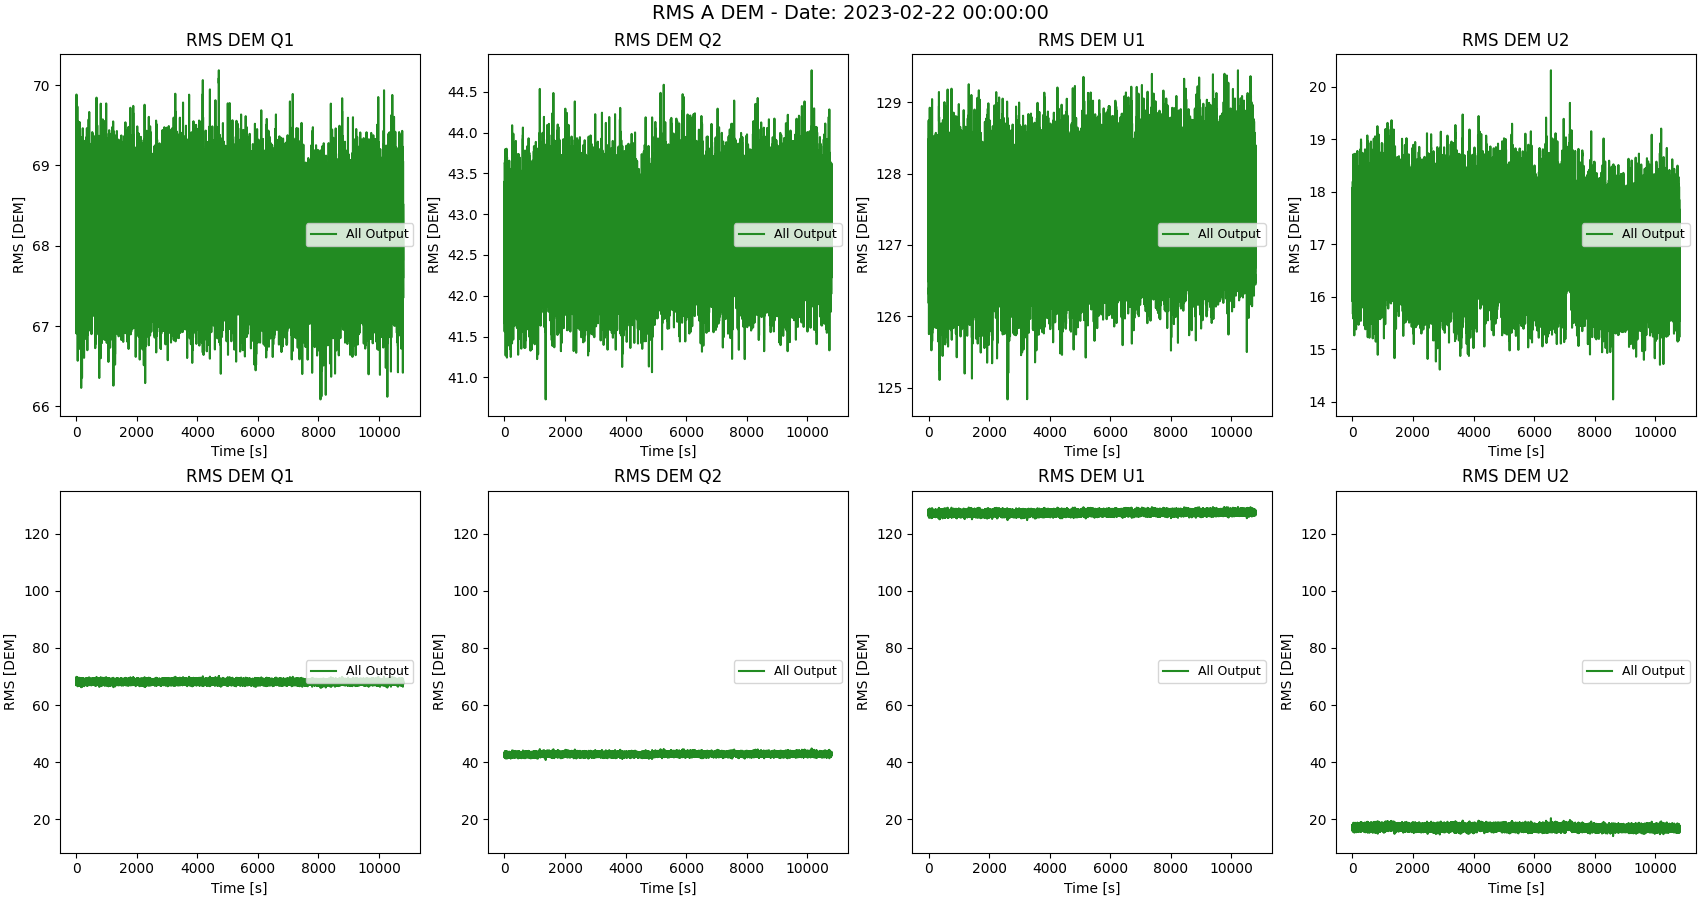 RMS A DEM - Date: 2023-02-22 00:00:00
RMS DEM Q1
RMS [DEM]
70
69
68
67
66
0 2000 4000 6000 8000 10000
Time [s]
All Output
RMS DEM Q2
RMS [DEM]
44.5
44.0
43.5
43.0
42.5
42.0
41.5
41.0
0 2000 4000 6000 8000 10000
Time [s]
All Output
RMS DEM U1
RMS [DEM]
129
128
127
126
125
0 2000 4000 6000 8000 10000
Time [s]
All Output
RMS DEM U2
RMS [DEM]
20
19
18
17
16
15
14
0 2000 4000 6000 8000 10000
Time [s]
All Output
RMS DEM Q1
RMS [DEM]
120
100
80
60
40
20
0 2000 4000 6000 8000 10000
Time [s]
All Output
RMS DEM Q2
RMS [DEM]
120
100
80
60
40
20
0 2000 4000 6000 8000 10000
Time [s]
All Output
RMS DEM U1
RMS [DEM]
120
100
80
60
40
20
0 2000 4000 6000 8000 10000
Time [s]
All Output
RMS DEM U2
RMS [DEM]
120
100
80
60
40
20
0 2000 4000 6000 8000 10000
Time [s]
All Output